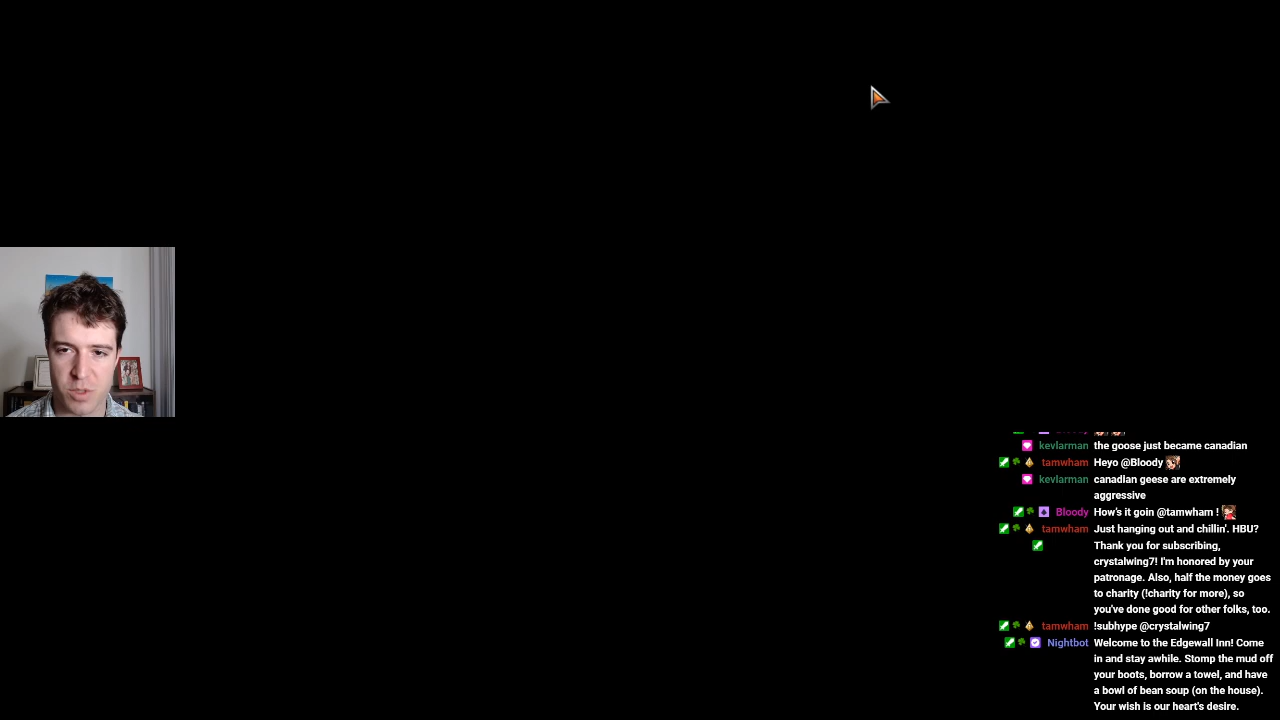 kevlarman the goose just became canadian
tamwham Heyo @Bloody
kevlarman canadian geese are extremely
aggressive
Bloody How's it goin @tamwham !
tamwham Just hanging out and chillin'. HBU?
Thank you for subscribing,
crystalwing7! I'm honored by your
patronage. Also, half the money goes
to charity (!charity for more), so
you've done good for other folks, too.
tamwham !subhype @crystalwing7
Nightbot Welcome to the Edgewall Inn! Come
in and stay awhile. Stomp the mud off
your boots, borrow a towel, and have
a bowl of bean soup (on the house).
Your wish is our heart's desire.